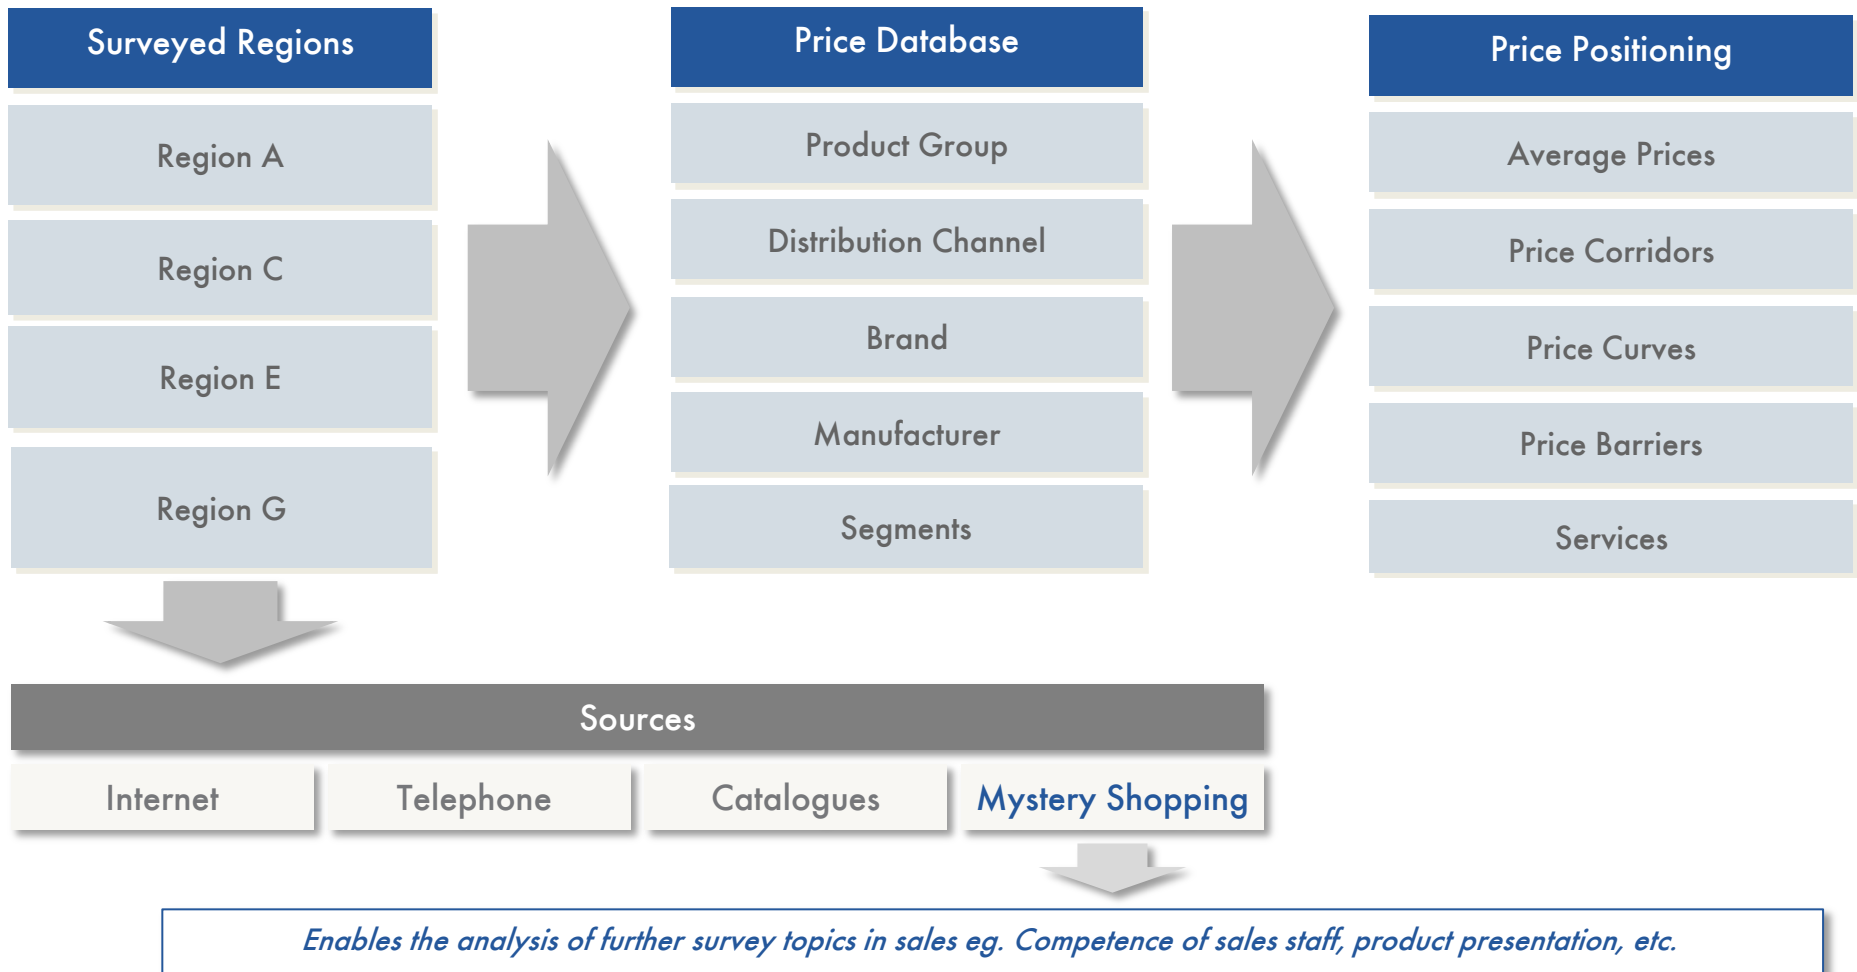 Surveyed Regions
Region A
Region C
Region E
Region G
Price Database
Product Group
Distribution Channel
Brand
Manufacturer
Segments
Price Positioning
Average Prices
Price Corridors
Price Curves
Price Barriers
Services
Sources
Internet
Telephone
Catalogues
Mystery Shopping
Enables the analysis of further survey topics in sales eg. Competence of sales staff, product presentation, etc.